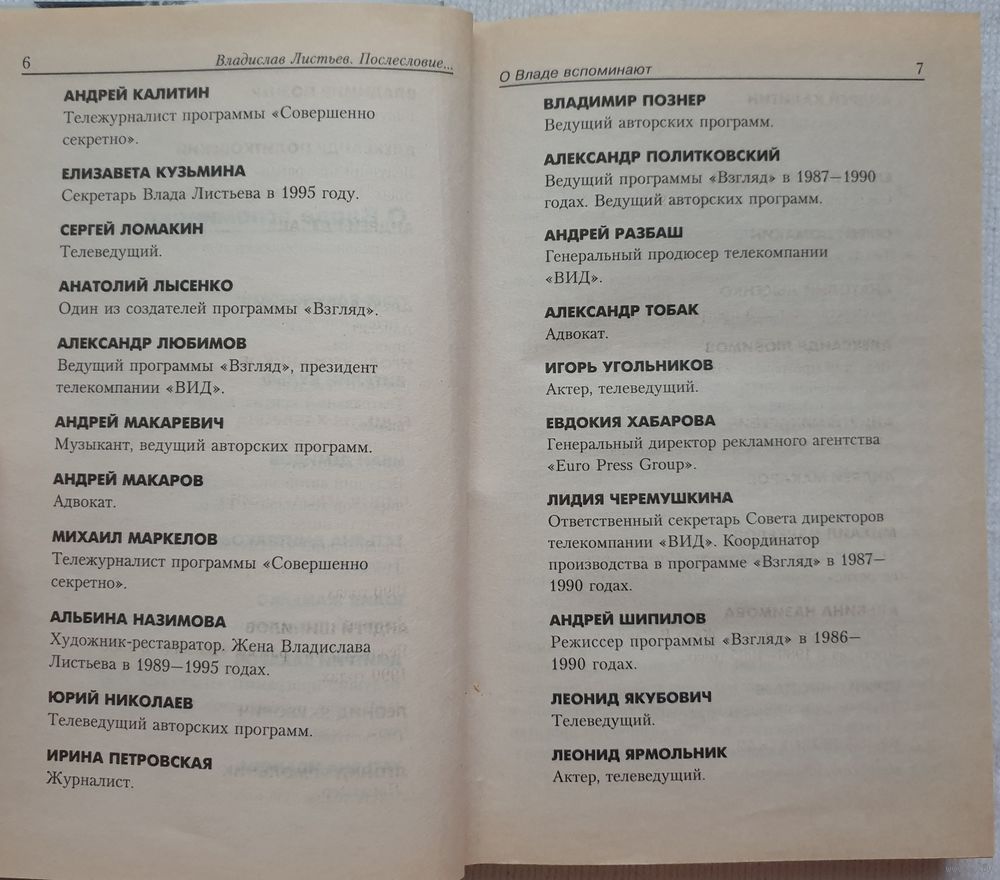 6
Владислав Листьев. Послесловие...
АНДРЕЙ КАЛИТИН
Тележурналист программы «Совершенно
секретно».
ЕЛИЗАВЕТА КУЗЬМИНА
Секретарь Влада Листьева в 1995 году.
СЕРГЕЙ ЛОМАКИН
Телеведущий.
АНАТОЛИЙ ЛЫСЕНКО
Один из создателей программы «Взгляд».
АЛЕКСАНДР ЛЮБИМОВ
Ведущий программы «Взгляд», президент
телекомпании «ВИД».
АНДРЕЙ МАКАРЕВИЧ
Музыкант, ведущий авторских программ.
АНДРЕЙ МАКАРОВ
Адвокат.
МИХАИЛ МАРКЕЛОВ
Тележурналист программы «Совершенно
секретно».
АЛЬБИНА НАЗИМОВА
Художник-реставратор. Жена Владислава
Листьева в 1989—1995 годах.
ЮРИЙ НИКОЛАЕВ
Телеведущий авторских программ.
ИРИНА ПЕТРОВСКАЯ
Журналист.
О Владе вспоминают
7
ВЛАДИМИР ПОЗНЕР
Ведущий авторских программ.
АЛЕКСАНДР ПОЛИТКОВСКИЙ
Ведущий программы «Взгляд» в 1987—1990
годах. Ведущий авторских программ.
АНДРЕЙ РАЗБАШ
Генеральный продюсер телекомпании
«ВИД».
АЛЕКСАНДР ТОБАК
Адвокат.
ИГОРЬ УГОЛЬНИКОВ
Актер, телеведущий.
ЕВДОКИЯ ХАБАРОВА
Генеральный директор рекламного агентства
«Euro Press Group».
ЛИДИЯ ЧЕРЕМУШКИНА
Ответственный секретарь Совета директоров
телекомпании «ВИД». Координатор
производства в программе «Взгляд» в 1987—
1990 годах.
АНДРЕЙ ШИПИЛОВ
Режиссер программы «Взгляд» в 1986—
1990 годах.
ЛЕОНИД ЯКУБОВИЧ
Телеведущий.
ЛЕОНИД ЯРМОЛЬНИК
Актер, телеведущий.